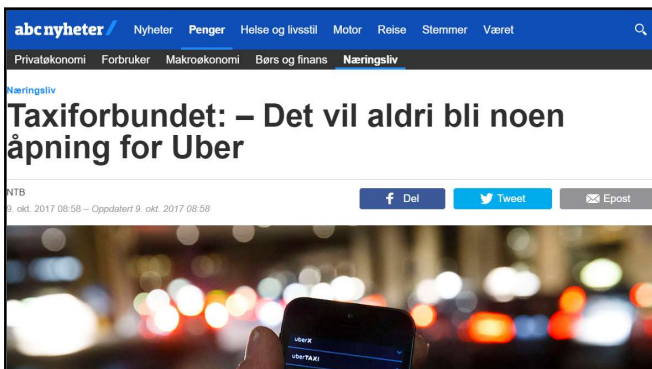 abc nyheter Nyheter Penger Helse og livsstil Motor Reise Stemmer Været
Privatøkonomi Forbruker Makroøkonomi Børs og finans Næringsliv
Næringsliv
Taxiforbundet: – Det vil aldri bli noen
åpning for Uber
NTB
9. okt. 2017 08:58 – Oppdatert 9. okt. 2017 08:58
Del Tweet Epost
uberX
uberTAXI